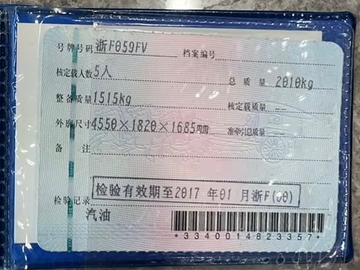 号牌号码 浙F059FV 档案编号
核定载人数 5人 总质量 2010kg
整备质量 1515kg 核定载质量 --
外廓尺寸 4550×1820×1685mm 准牵引总质量 --
备注
检验记录 检验有效期至2017年01月浙F(00)
汽油
*3340014823357*